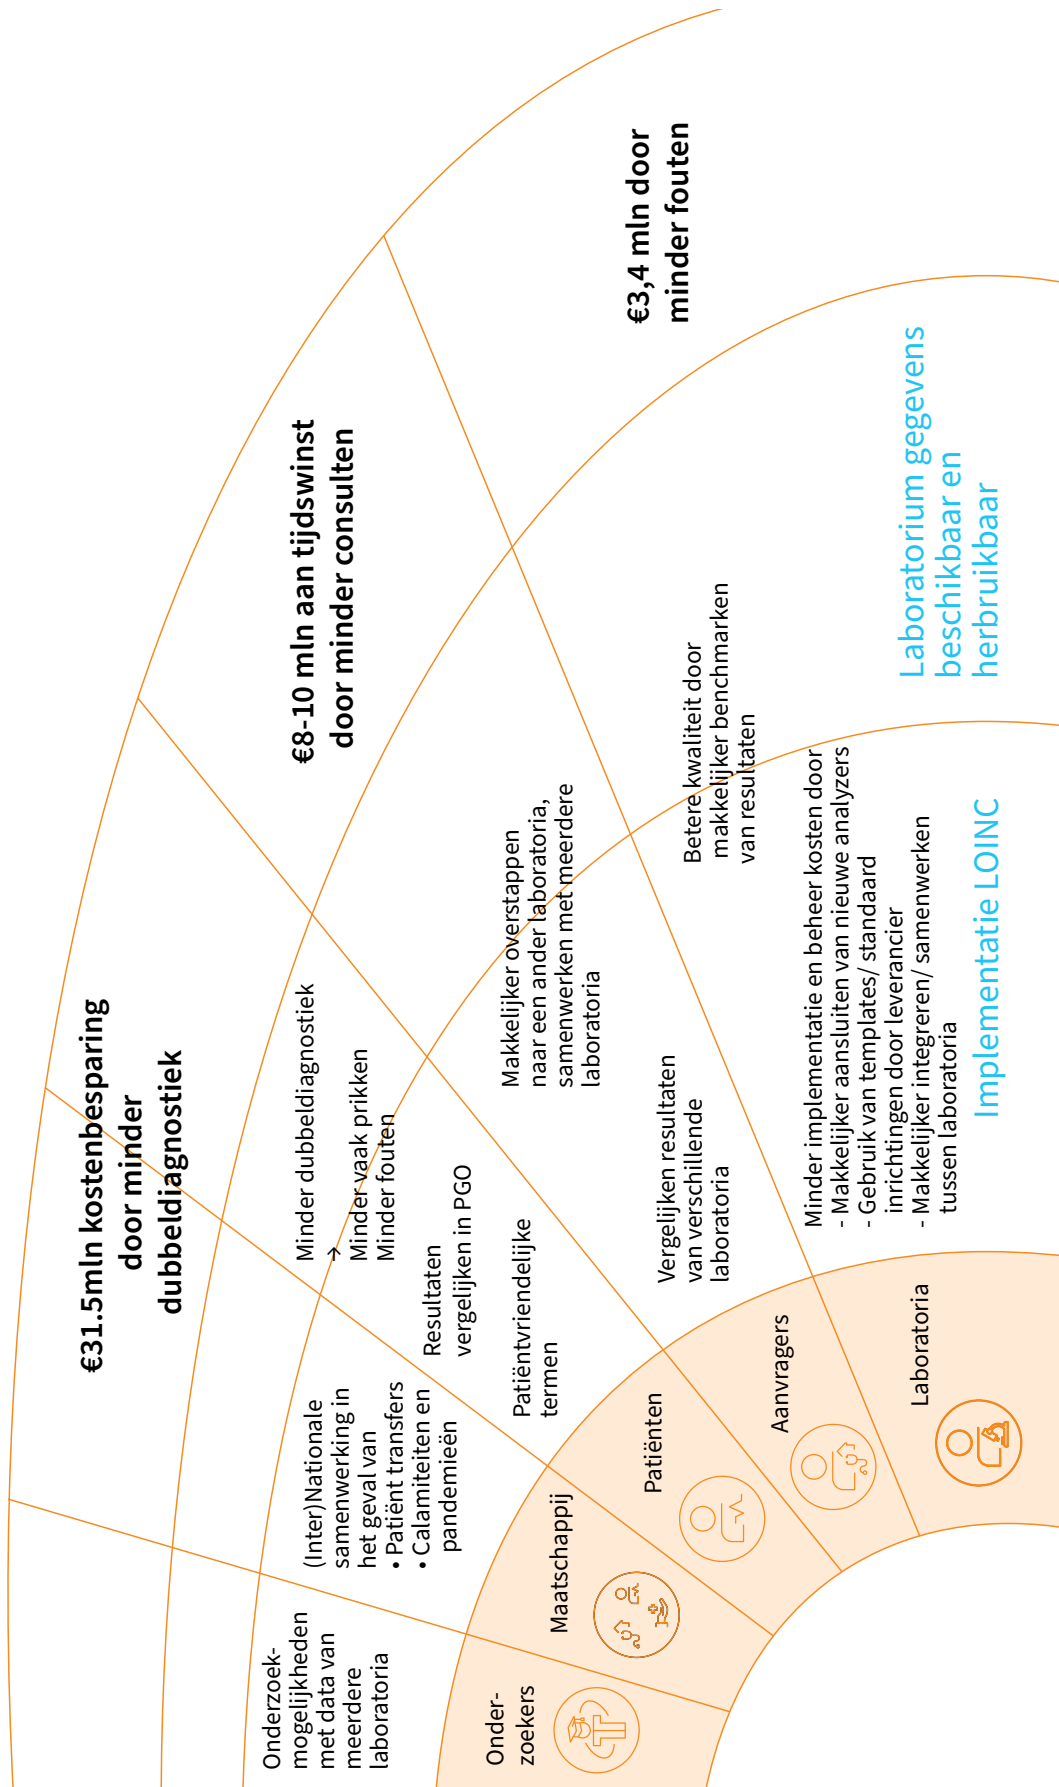 €31.5mln kostenbesparing
door minder
dubbeldiagnostiek
€8-10 mln aan tijdswinst
door minder consulten
€3,4 mln door
minder fouten
Onderzoek-
mogelijkheden
met data van
meerdere
laboratoria
(Inter)Nationale
samenwerking in
het geval van
• Patiënt transfers
• Calamiteiten en
pandemieën
Minder dubbeldiagnostiek
→
Minder vaak prikken
Minder fouten
Resultaten
vergelijken in PGO
Patiëntvriendelijke
termen
Makkelijker overstappen
naar een ander laboratoria,
samenwerken met meerdere
laboratoria
Vergelijken resultaten
van verschillende
laboratoria
Betere kwaliteit door
makkelijker benchmarken
van resultaten
Minder implementatie en beheer kosten door
- Makkelijker aansluiten van nieuwe analyzers
- Gebruik van templates/ standaard
inrichtingen door leverancier
- Makkelijker integreren/ samenwerken
tussen laboratoria
Laboratorium gegevens
beschikbaar en
herbruikbaar
Implementatie LOINC
Onder-
zoekers
Maatschappij
Patiënten
Aanvragers
Laboratoria